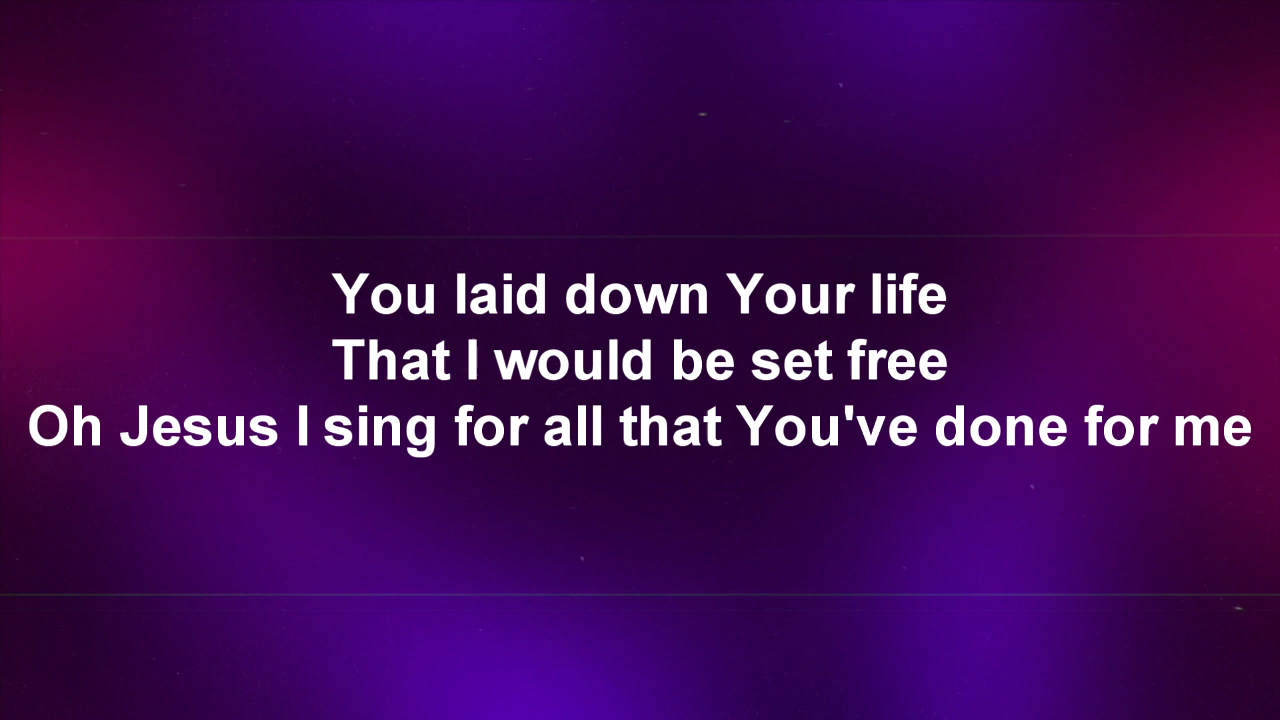 You laid down Your life
That I would be set free
Oh Jesus I sing for all that You've done for me